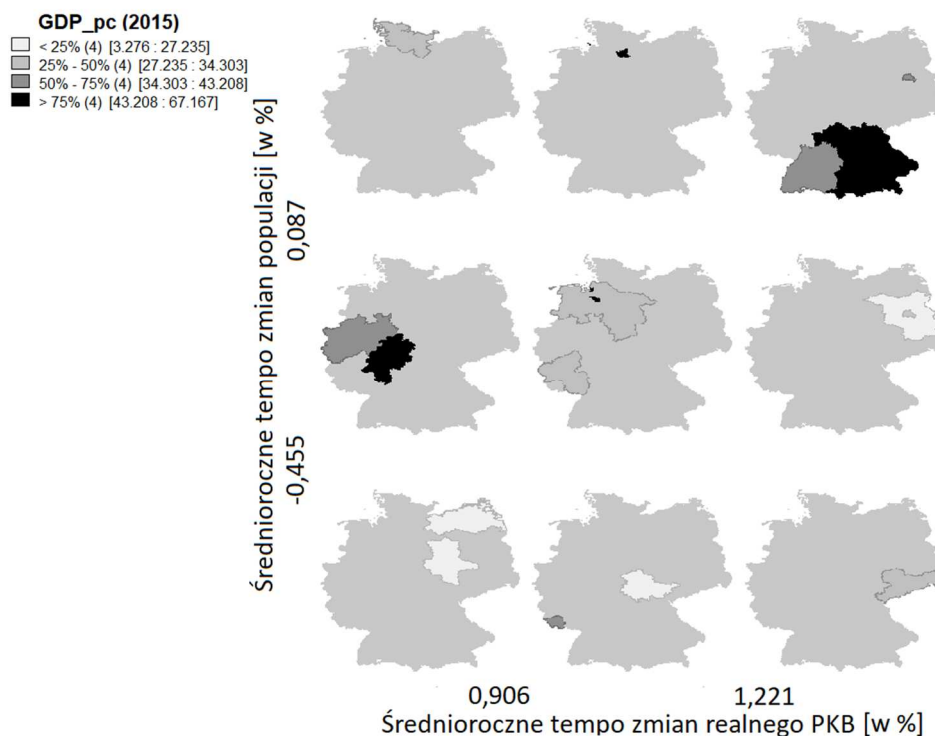 GDP_pc (2015)
< 25% (4) [3.276 : 27.235]
25% - 50% (4) [27.235 : 34.303]
50% - 75% (4) [34.303 : 43.208]
> 75% (4) [43.208 : 67.167]
Średnioroczne tempo zmian populacji [w %]
0,087
-0,455
0,906
1,221
Średnioroczne tempo zmian realnego PKB [w %]